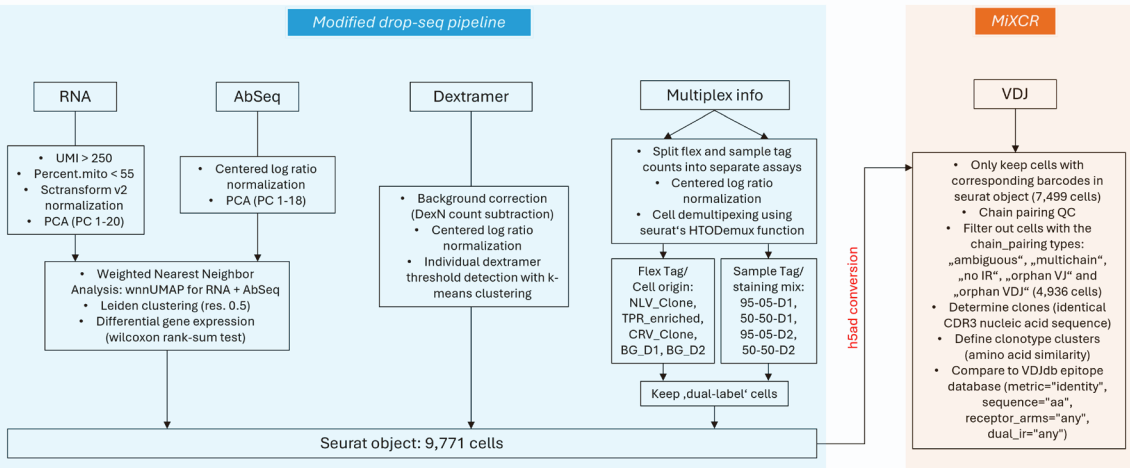 Modified drop-seq pipeline
RNA
• UMI > 250
• Percent.mito < 55
• Sctransform v2
normalization
• PCA (PC 1-20)
AbSeq
• Centered log ratio
normalization
• PCA (PC 1-18)
• Weighted Nearest Neighbor
Analysis: wnnUMAP for RNA + AbSeq
• Leiden clustering (res. 0.5)
• Differential gene expression
(wilcoxon rank-sum test)
Dextramer
• Background correction
(DexN count subtraction)
• Centered log ratio
normalization
• Individual dextramer
threshold detection with k-
means clustering
Multiplex info
• Split flex and sample tag
counts into separate assays
• Centered log ratio
normalization
• Cell demultipexing using
seurat‘s HTODemux function
Flex Tag/
Cell origin:
NLV_Clone,
TPR_enriched,
CRV_Clone,
BG_D1, BG_D2
Sample Tag/
staining mix:
95-05-D1,
50-50-D1,
95-05-D2,
50-50-D2
Keep ‚dual-label‘ cells
Seurat object: 9,771 cells
h5ad conversion
MiXCR
VDJ
• Only keep cells with
corresponding barcodes in
seurat object (7,499 cells)
• Chain pairing QC
• Filter out cells with the
chain_pairing types:
„ambiguous“, „multichain“,
„no IR“, „orphan VJ“ and
„orphan VDJ“ (4,936 cells)
• Determine clones (identical
CDR3 nucleic acid sequence)
• Define clonotype clusters
(amino acid similarity)
• Compare to VDJdb epitope
database (metric="identity",
sequence="aa",
receptor_arms="any",
dual_ir="any")